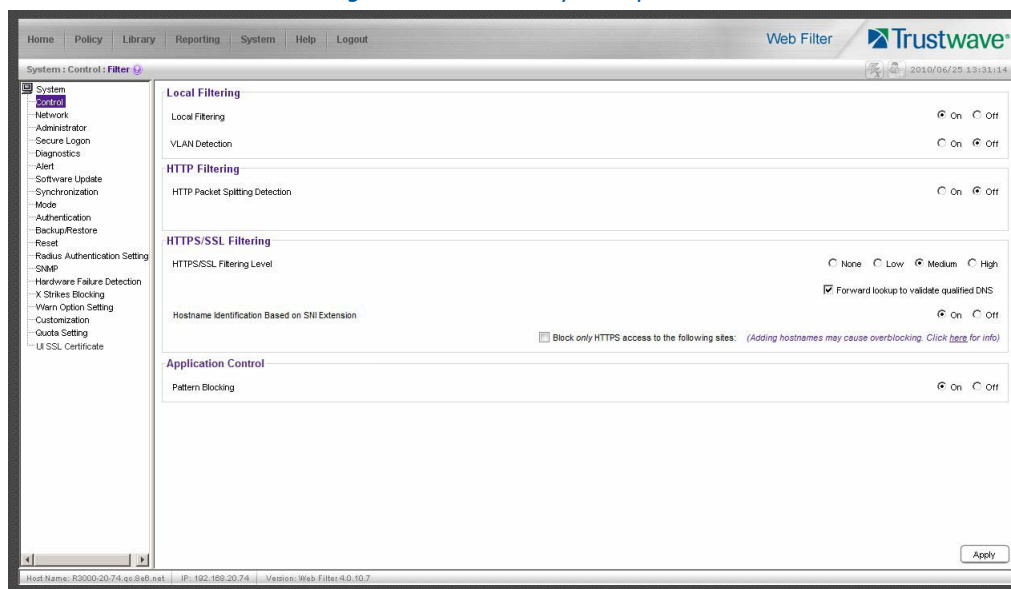 Home Policy Library Reporting System Help Logout
Web Filter
Trustwave®
System : Control : Filter
2010/06/25 13:31:14
System
Control
Network
Administrator
Secure Logon
Diagnostics
Alert
Software Update
Synchronization
Mode
Authentication
Backup/Restore
Reset
Radius Authentication Setting
SNMP
Hardware Failure Detection
X Strikes Blocking
Warn Option Setting
Customization
Quota Setting
UI SSL Certificate
Local Filtering
Local Filtering On Off
VLAN Detection On Off
HTTP Filtering
HTTP Packet Splitting Detection On Off
HTTPS/SSL Filtering
HTTPS/SSL Filtering Level None Low Medium High
Forward lookup to validate qualified DNS
Hostname Identification Based on SNI Extension On Off
Block only HTTPS access to the following sites: (Adding hostnames may cause overblocking. Click here for info)
Application Control
Pattern Blocking On Off
Apply
Host Name: R3000-20-74.qc.8e6.net IP: 192.168.20.74 Version: Web Filter 4.0.10.7